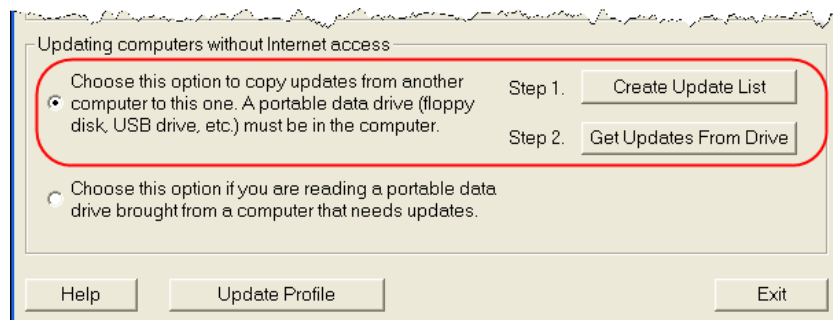 Updating computers without Internet access
Choose this option to copy updates from another
computer to this one. A portable data drive (floppy
disk, USB drive, etc.) must be in the computer.
Step 1.
Create Update List
Step 2.
Get Updates From Drive
Choose this option if you are reading a portable data
drive brought from a computer that needs updates.
Help
Update Profile
Exit